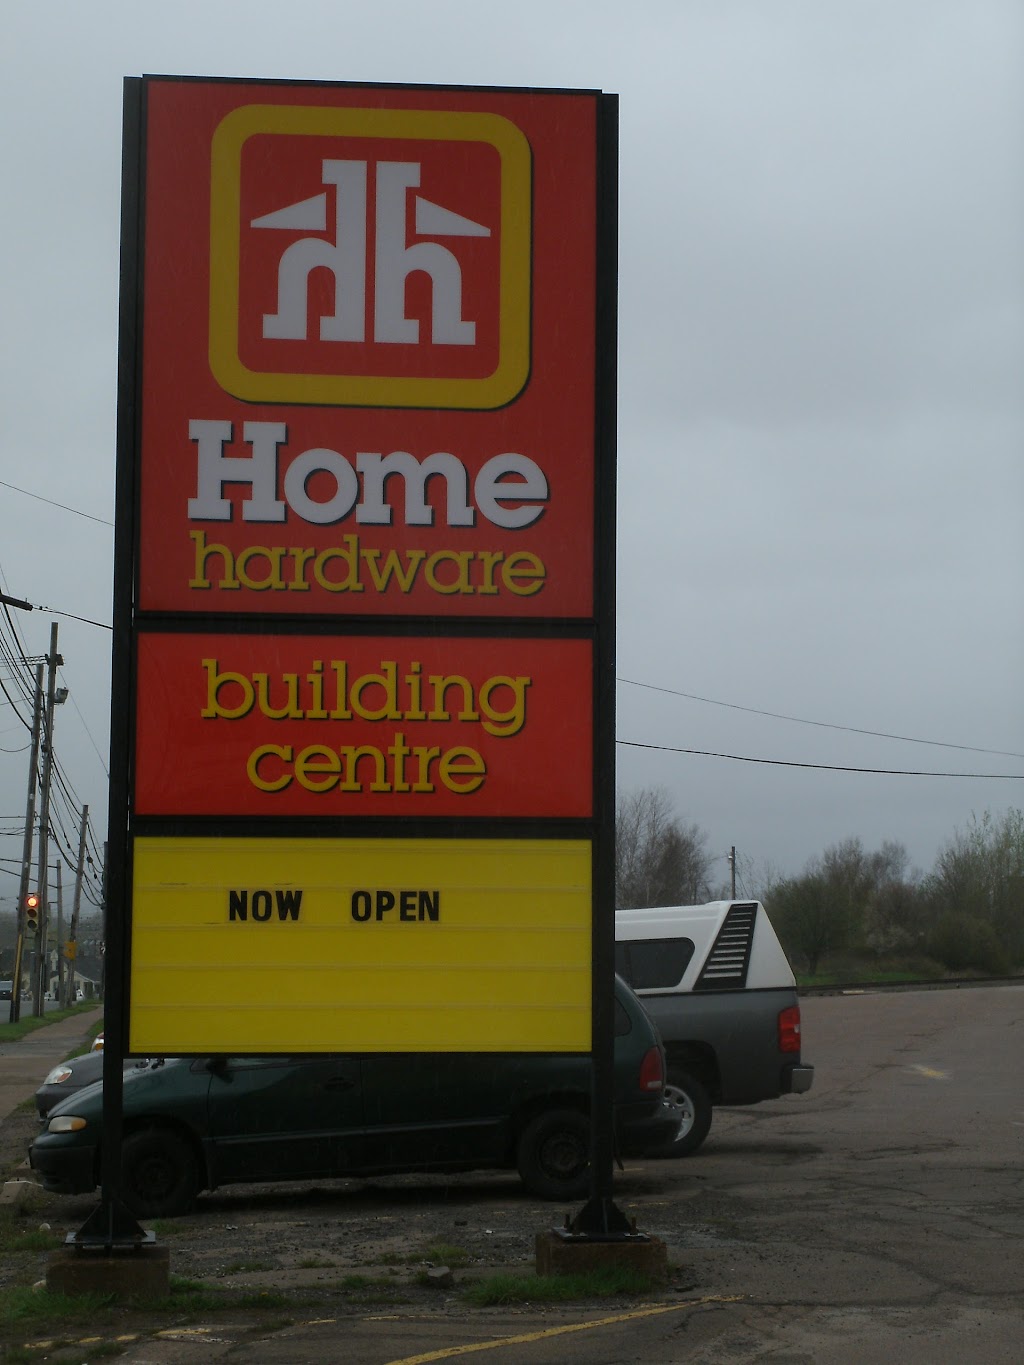 Home
hardware
building
centre
NOW OPEN